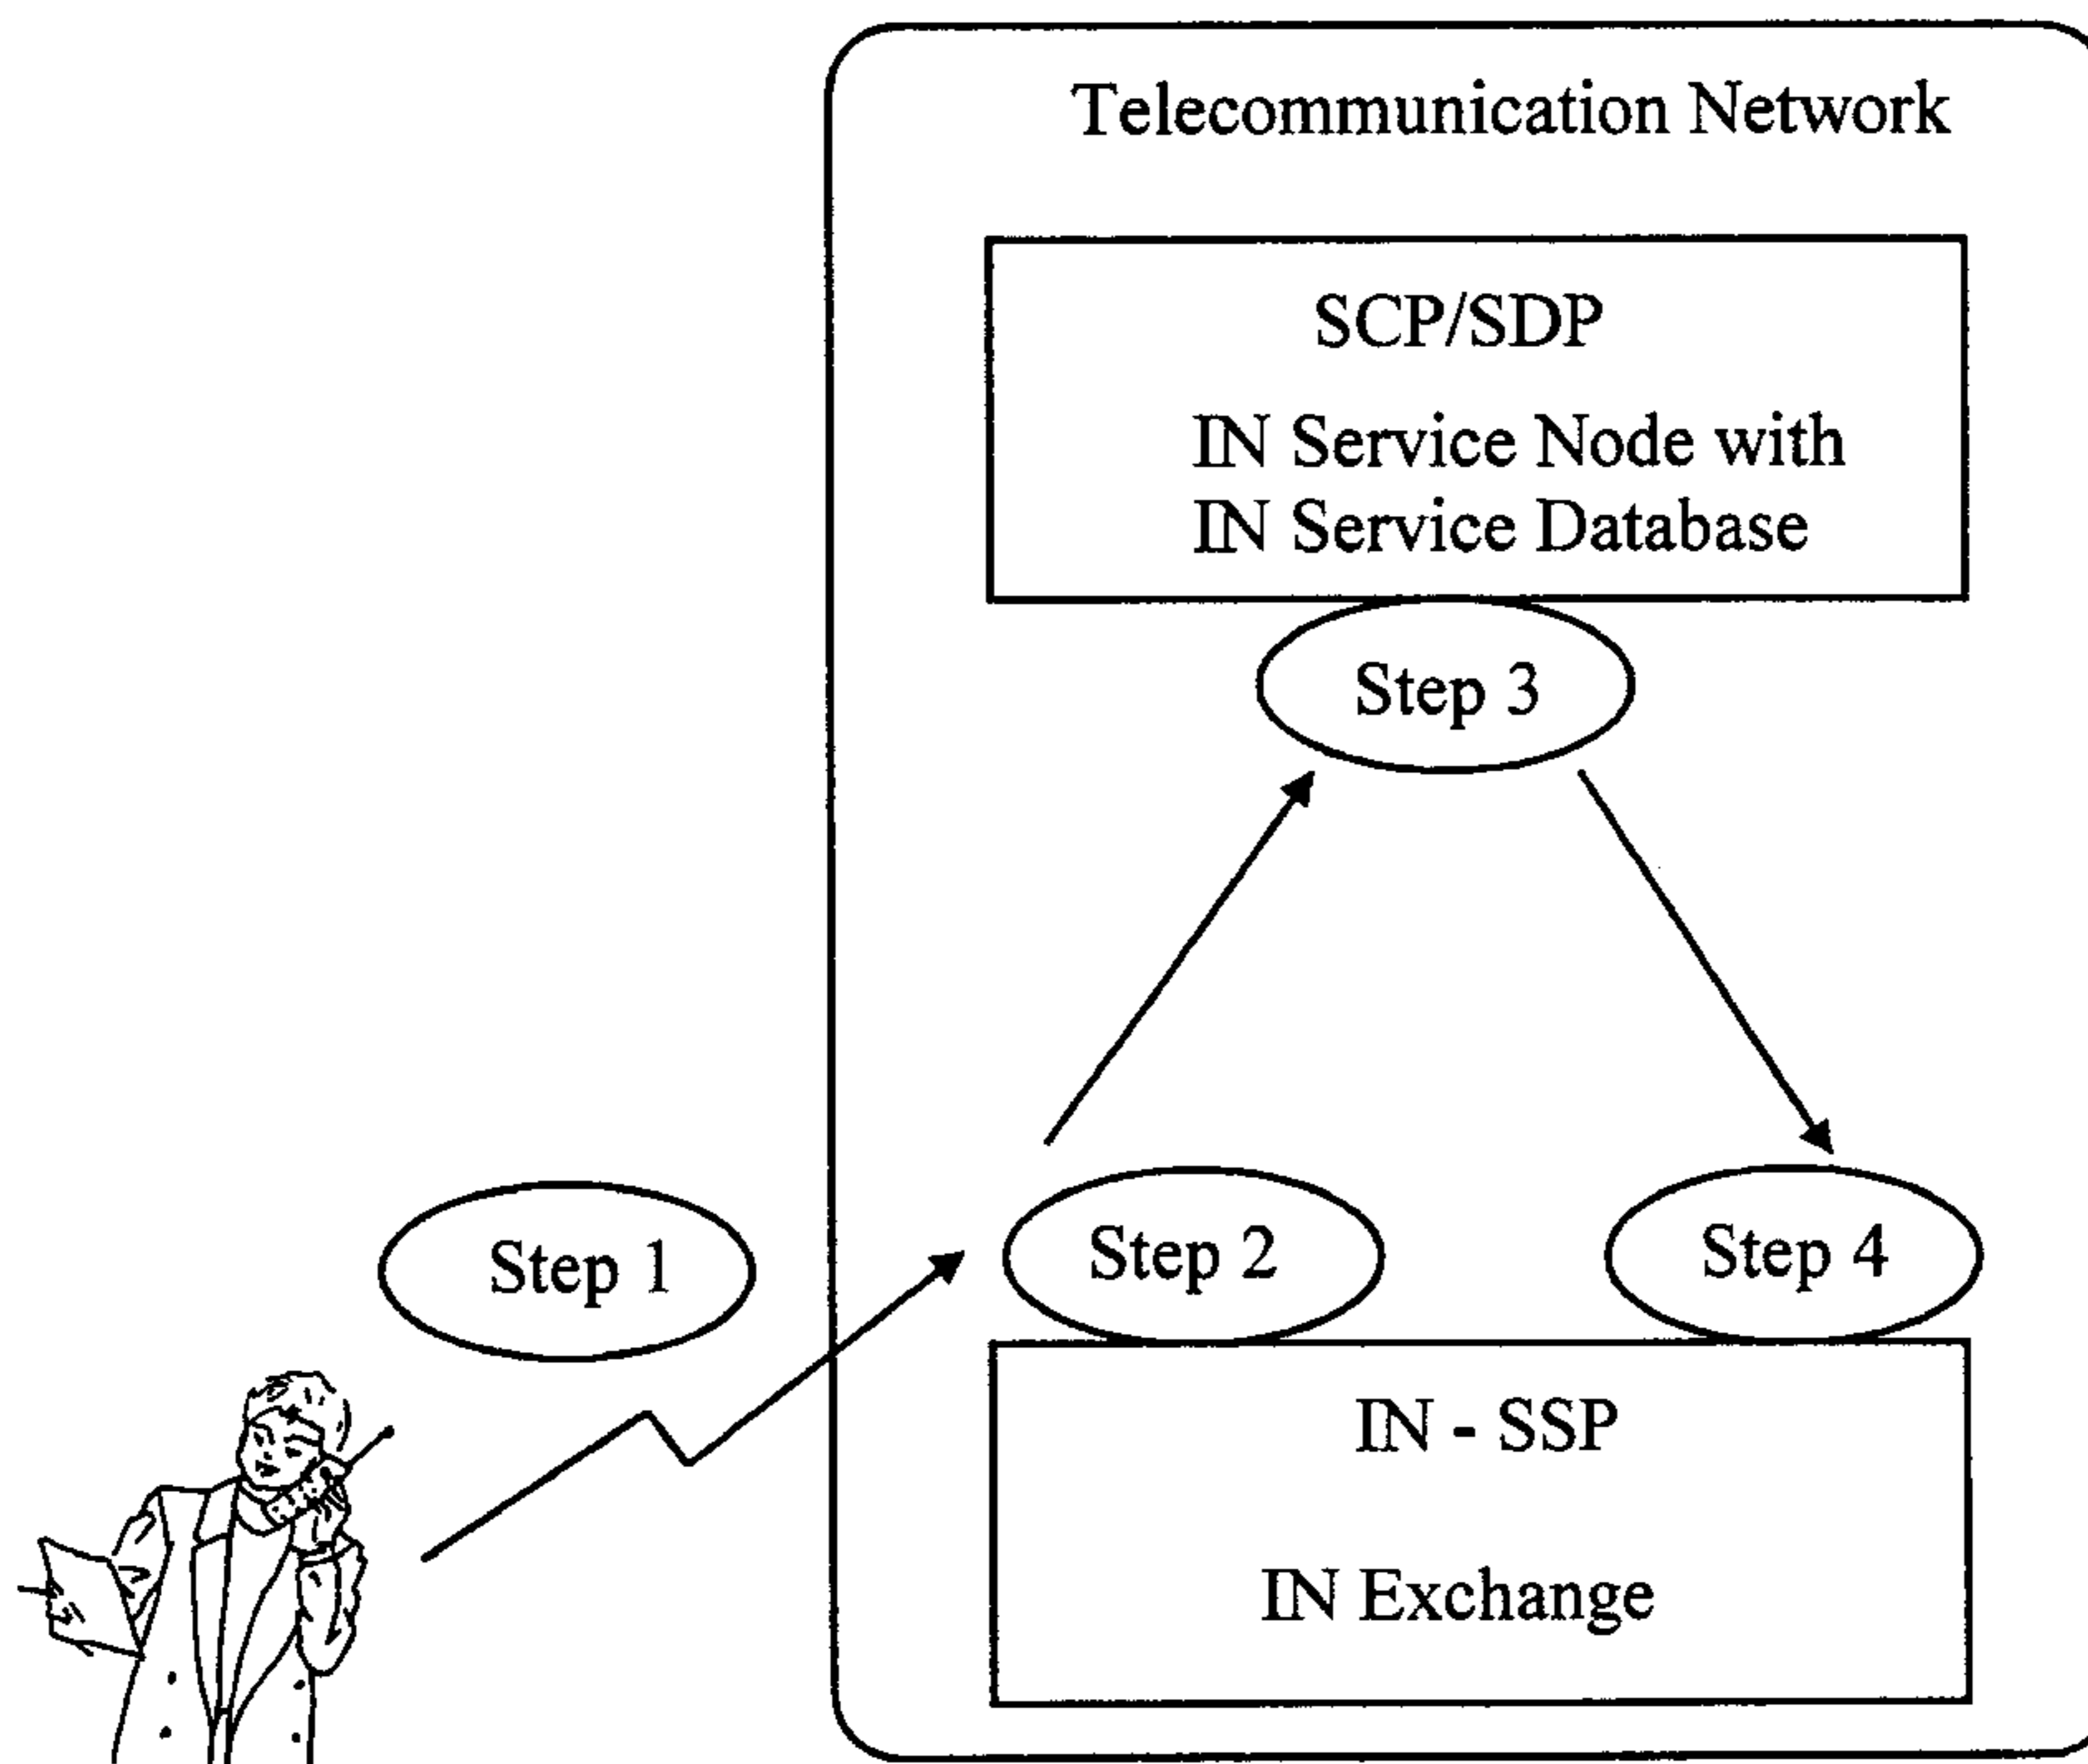 Telecommunication Network
SCP/SDP
IN Service Node with
IN Service Database
Step 3
Step 1
Step 2
Step 4
IN - SSP
IN Exchange